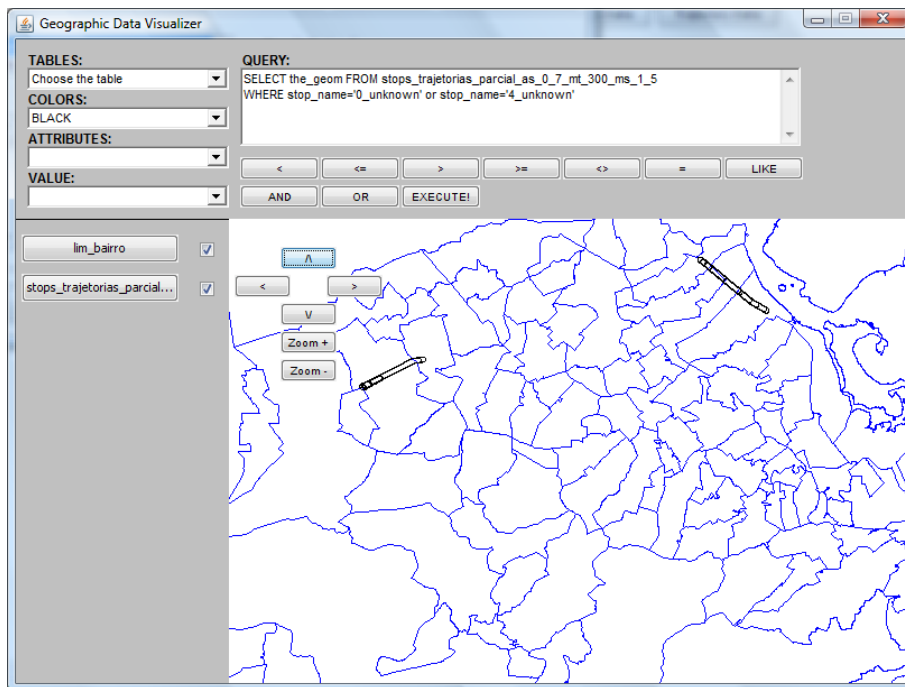 Geographic Data Visualizer
TABLES:
Choose the table
COLORS:
BLACK
ATTRIBUTES:
VALUE:
QUERY:
SELECT the_geom FROM stops_trajetorias_parcial_as_0_7_mt_300_ms_1_5
WHERE stop_name='0_unknown' or stop_name='4_unknown'
< <= > >= <> = LIKE
AND OR EXECUTE!
lim_bairro
stops_trajetorias_parcial...
Λ
< >
V
Zoom +
Zoom -